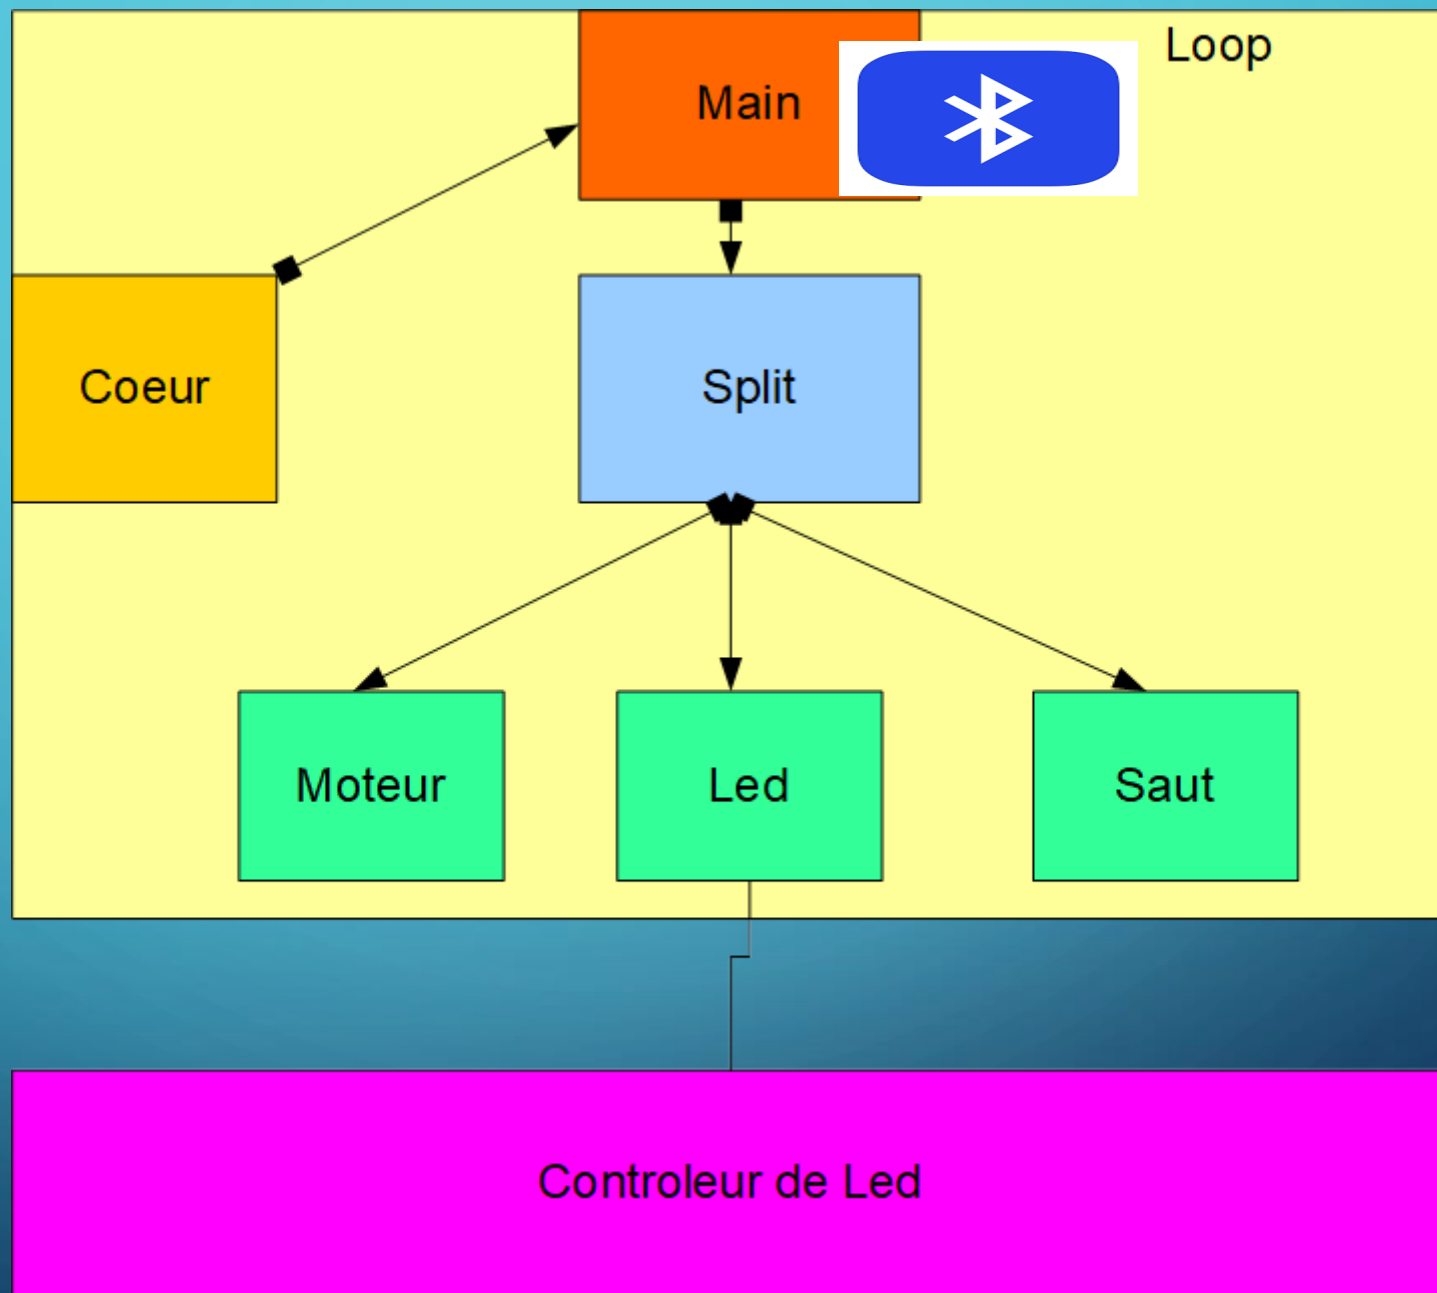 Loop
Main
Coeur
Split
Moteur
Led
Saut
Controleur de Led